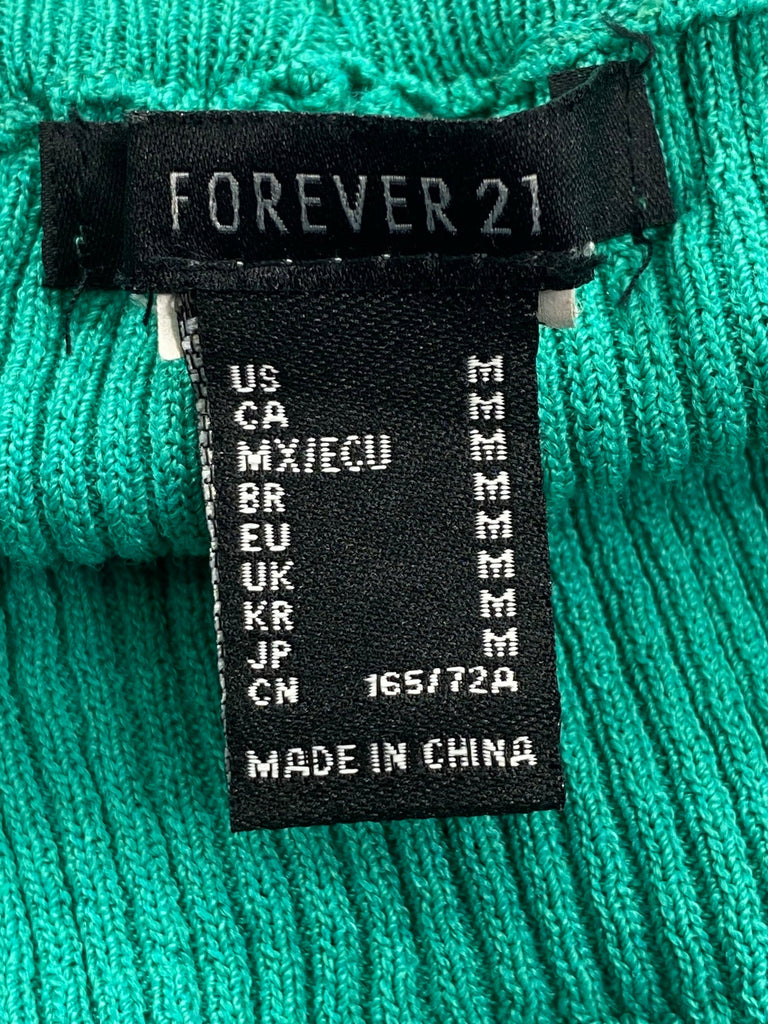 FOREVER 21
US M
CA M
MX/ECU M
BR M
EU M
UK M
KR M
JP M
CN 165/72A
MADE IN CHINA